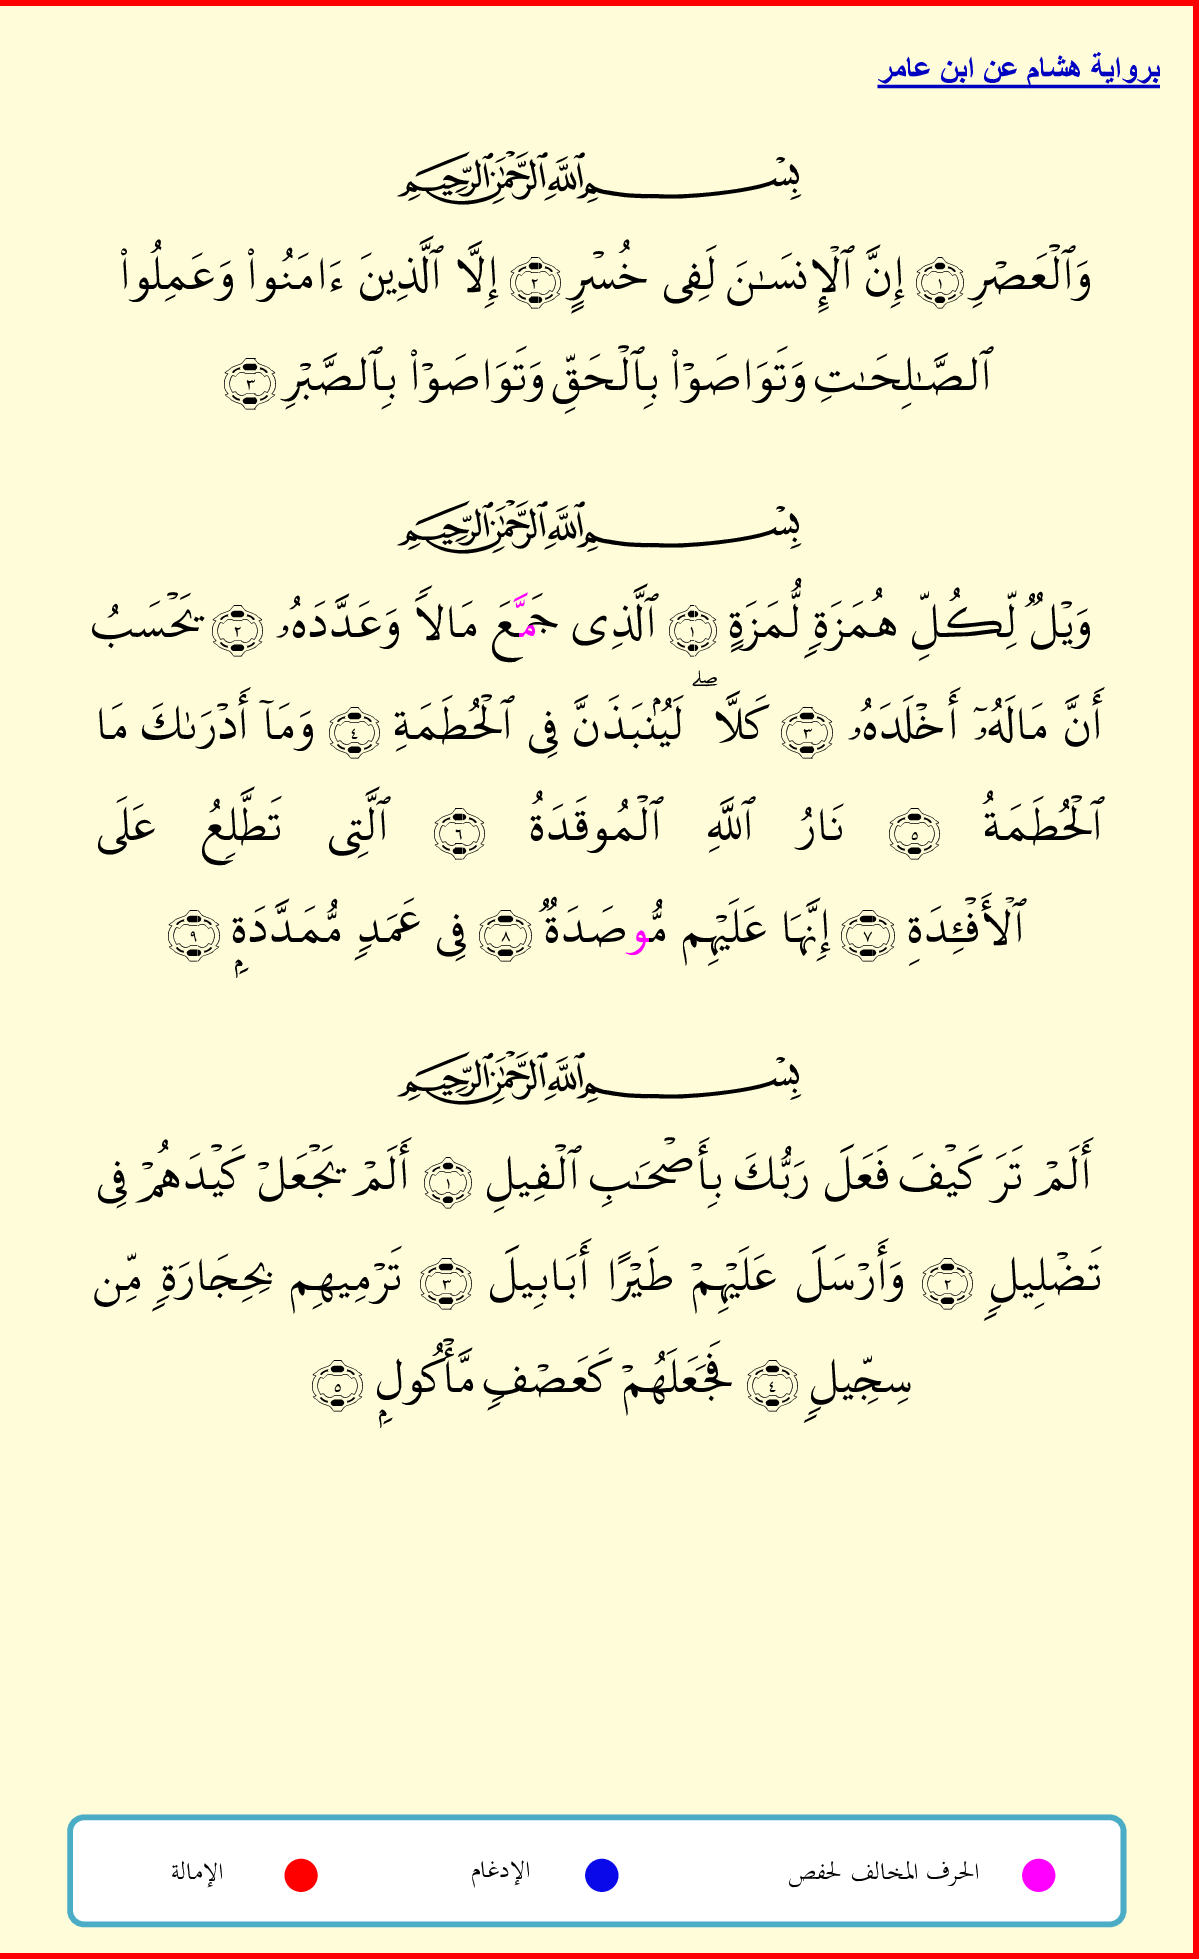 برواية هشام عن ابن عامر
بِسْمِ ٱللَّهِ ٱلرَّحْمَٰنِ ٱلرَّحِيمِ
وَٱلْعَصْرِ ١ إِنَّ ٱلْإِنسَـٰنَ لَفِى خُسْرٍ ٢ إِلَّا ٱلَّذِينَ ءَامَنُوا۟ وَعَمِلُوا۟
ٱلصَّـٰلِحَـٰتِ وَتَوَاصَوْا۟ بِٱلْحَقِّ وَتَوَاصَوْا۟ بِٱلصَّبْرِ ٣
بِسْمِ ٱللَّهِ ٱلرَّحْمَٰنِ ٱلرَّحِيمِ
وَيْلٌ لِّكُلِّ هُمَزَةٍ لُّمَزَةٍ ١ ٱلَّذِى جَمَّعَ مَالاً وَعَدَّدَهُۥ ٢ يَحْسَبُ
أَنَّ مَالَهُۥٓ أَخْلَدَهُۥ ٣ كَلَّا ۖ لَيُنۢبَذَنَّ فِى ٱلْحُطَمَةِ ٤ وَمَآ أَدْرَىٰكَ مَا
ٱلْحُطَمَةُ ٥ نَارُ ٱللَّهِ ٱلْمُوقَدَةُ ٦ ٱلَّتِى تَطَّلِعُ عَلَى
ٱلْأَفْـِٔدَةِ ٧ إِنَّهَا عَلَيْهِم مُّوصَدَةٌ ٨ فِى عَمَدٍ مُّمَدَّدَةٍۭ ٩
بِسْمِ ٱللَّهِ ٱلرَّحْمَٰنِ ٱلرَّحِيمِ
أَلَمْ تَرَ كَيْفَ فَعَلَ رَبُّكَ بِأَصْحَـٰبِ ٱلْفِيلِ ١ أَلَمْ يَجْعَلْ كَيْدَهُمْ فِى
تَضْلِيلٍ ٢ وَأَرْسَلَ عَلَيْهِمْ طَيْرًا أَبَابِيلَ ٣ تَرْمِيهِم بِحِجَارَةٍ مِّن
سِجِّيلٍ ٤ فَجَعَلَهُمْ كَعَصْفٍ مَّأْكُولٍۭ ٥
الحرف المخالف لحفص الإدغام الإمالة